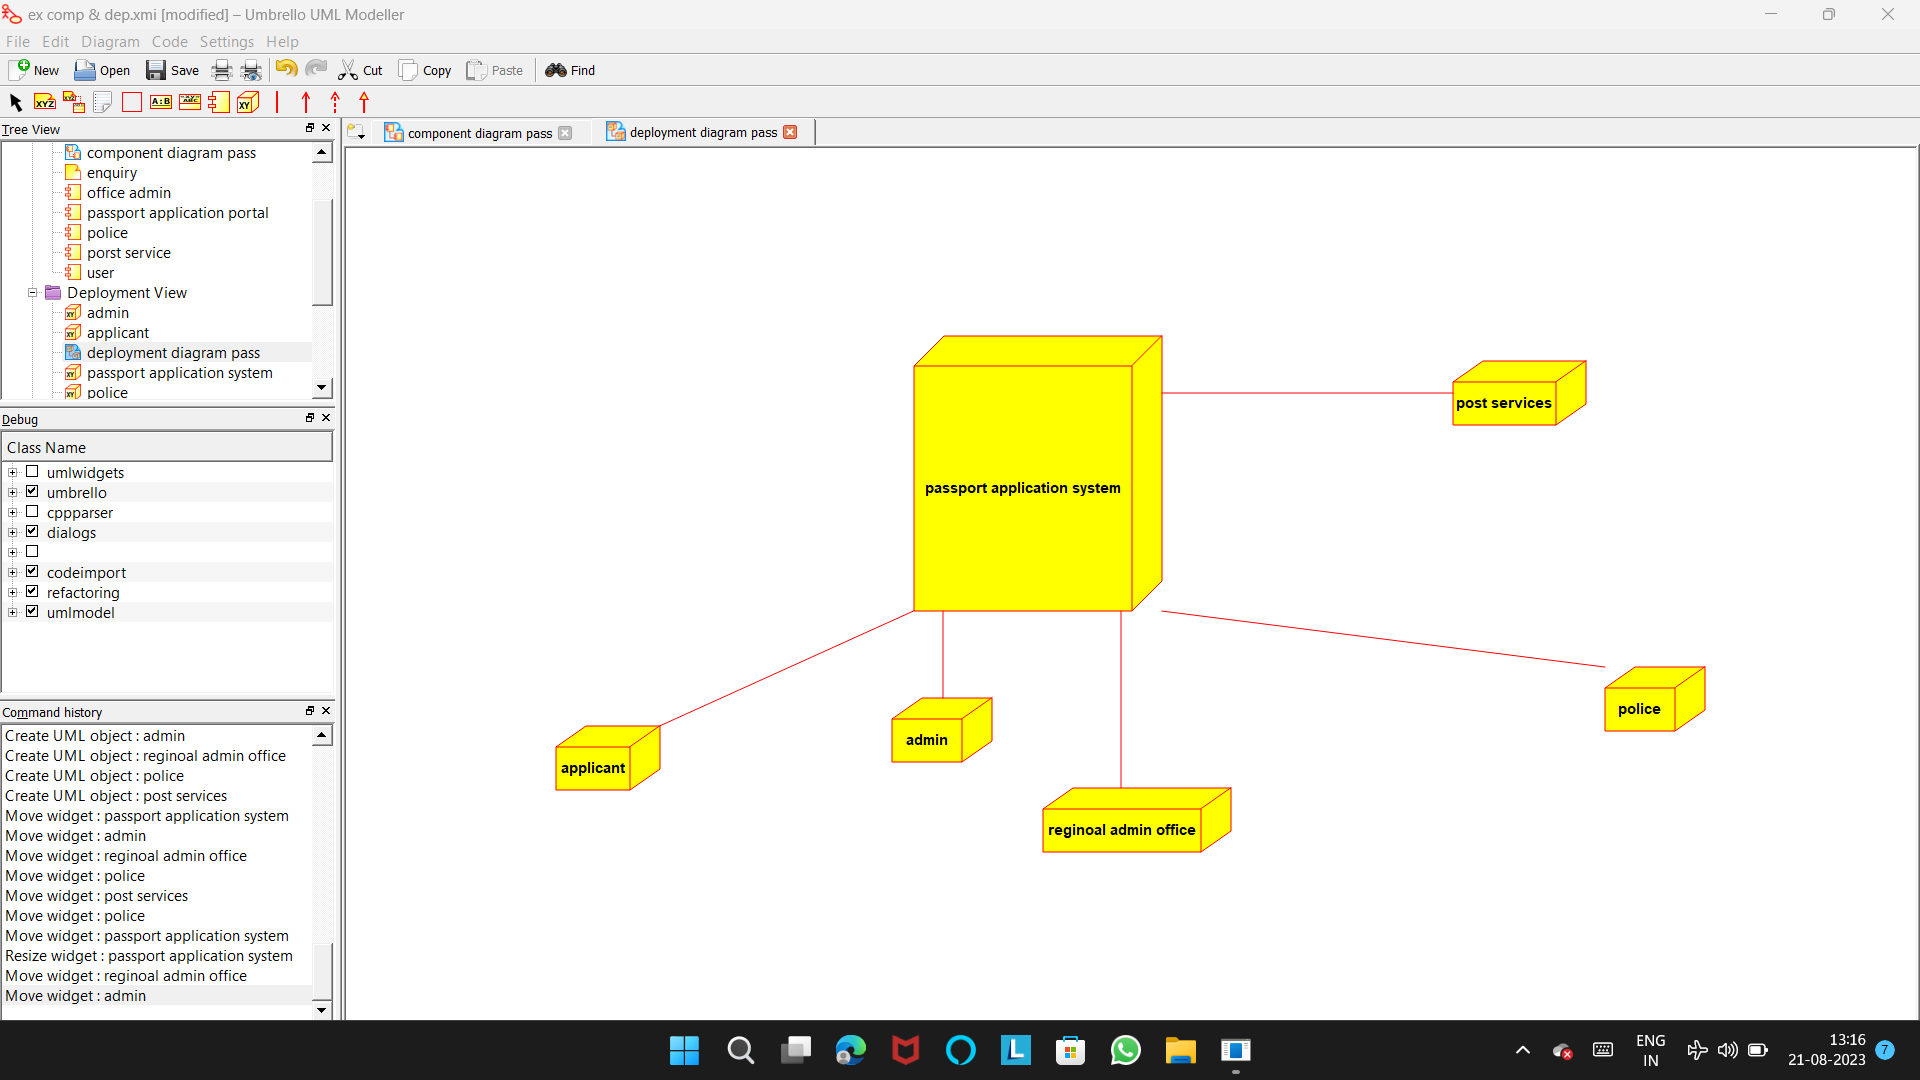 ex comp & dep.xmi [modified] – Umbrello UML Modeller
File Edit Diagram Code Settings Help
New Open Save Cut Copy Paste Find
XYZ XYZ A:B ABC XY
Tree View
component diagram pass
deployment diagram pass
component diagram pass
enquiry
office admin
passport application portal
police
porst service
user
Deployment View
admin
applicant
deployment diagram pass
passport application system
police
Debug
Class Name
umlwidgets
umbrello
cppparser
dialogs
codeimport
refactoring
umlmodel
Command history
Create UML object : admin
Create UML object : reginoal admin office
Create UML object : police
Create UML object : post services
Move widget : passport application system
Move widget : admin
Move widget : reginoal admin office
Move widget : police
Move widget : post services
Move widget : police
Move widget : passport application system
Resize widget : passport application system
Move widget : reginoal admin office
Move widget : admin
post services
passport application system
police
admin
applicant
reginoal admin office
L
ENG
IN
13:16
21-08-2023
7